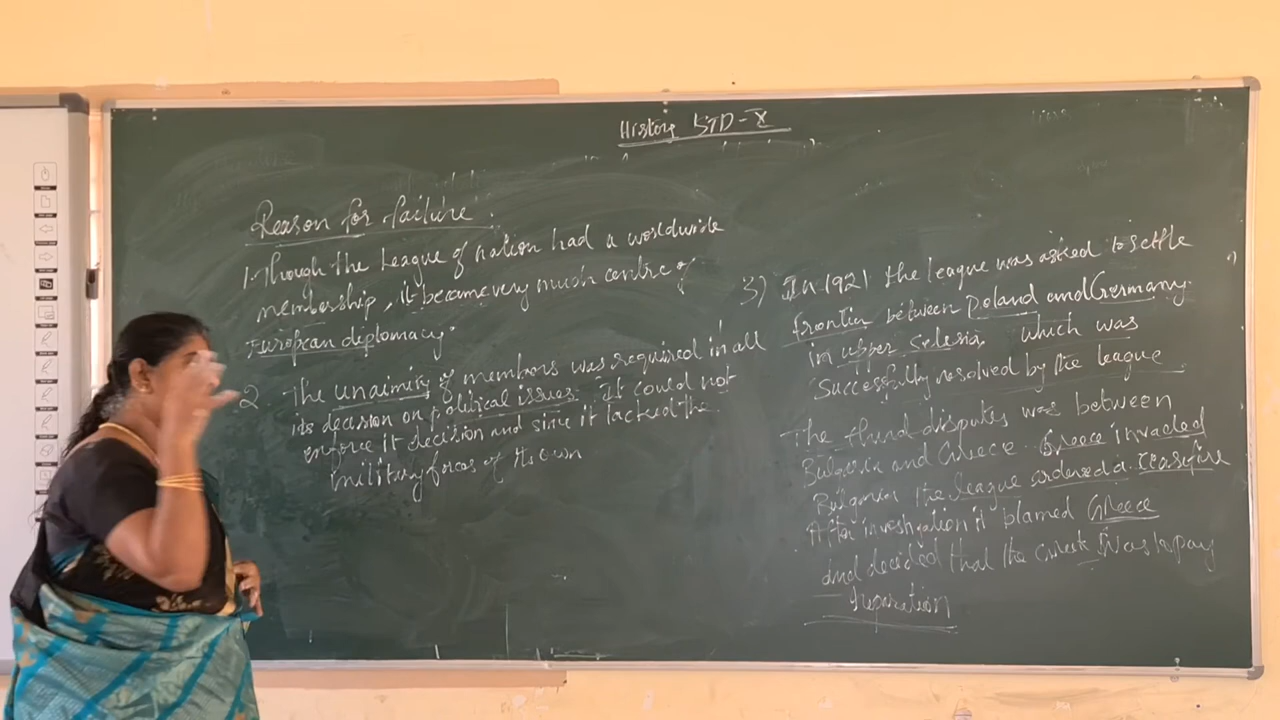 History STD-X
Reason for failure.
1. Though the League of nation had a worldwide
membership, it became very much centre of
European diplomacy.
2 The unaimity of members was required in all
its decision on political issues. It could not
enforce it decision and since it lacked the
military forces of its own
3) In 1921 the league was asked to settle
frontier between Poland and Germany.
in upper Silesia which was
Successfully resolved by the league.
The third disputes was between
Bulgaria and Greece. Greece invaded
Bulgaria the league ordered a ceasefire
After investigation it blamed Greece
and decided that the Greek was to pay
reparation